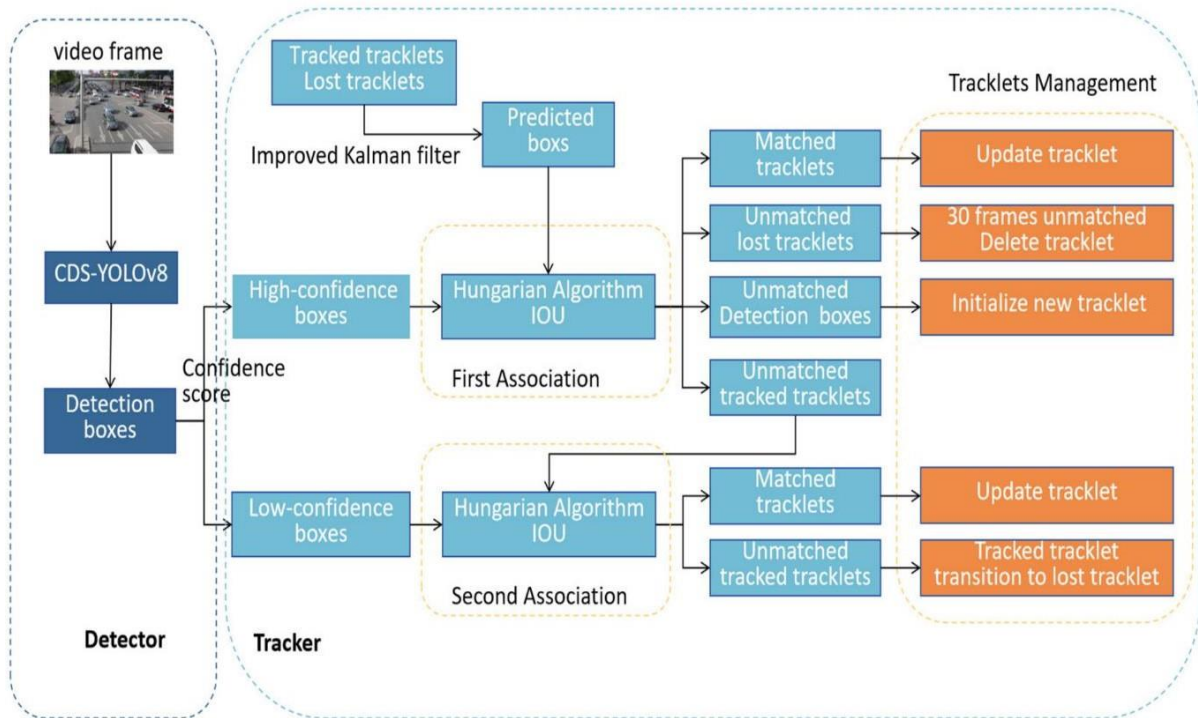 video frame
CDS-YOLOv8
Detection
boxes
Confidence
score
Detector
Tracked tracklets
Lost tracklets
Improved Kalman filter
Predicted
boxs
High-confidence
boxes
Hungarian Algorithm
IOU
First Association
Low-confidence
boxes
Hungarian Algorithm
IOU
Second Association
Tracker
Matched
tracklets
Unmatched
lost tracklets
Unmatched
Detection boxes
Unmatched
tracked tracklets
Matched
tracklets
Unmatched
tracked tracklets
Tracklets Management
Update tracklet
30 frames unmatched
Delete tracklet
Initialize new tracklet
Update tracklet
Tracked tracklet
transition to lost tracklet